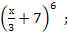 (x/3 + 7)^6 ;